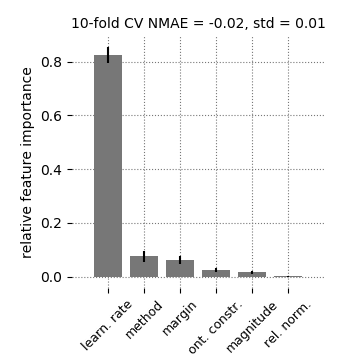 10-fold CV NMAE = -0.02, std = 0.01
relative feature importance
0.8
0.6
0.4
0.2
0.0
learn. rate
method
margin
ont. constr.
magnitude
rel. norm.